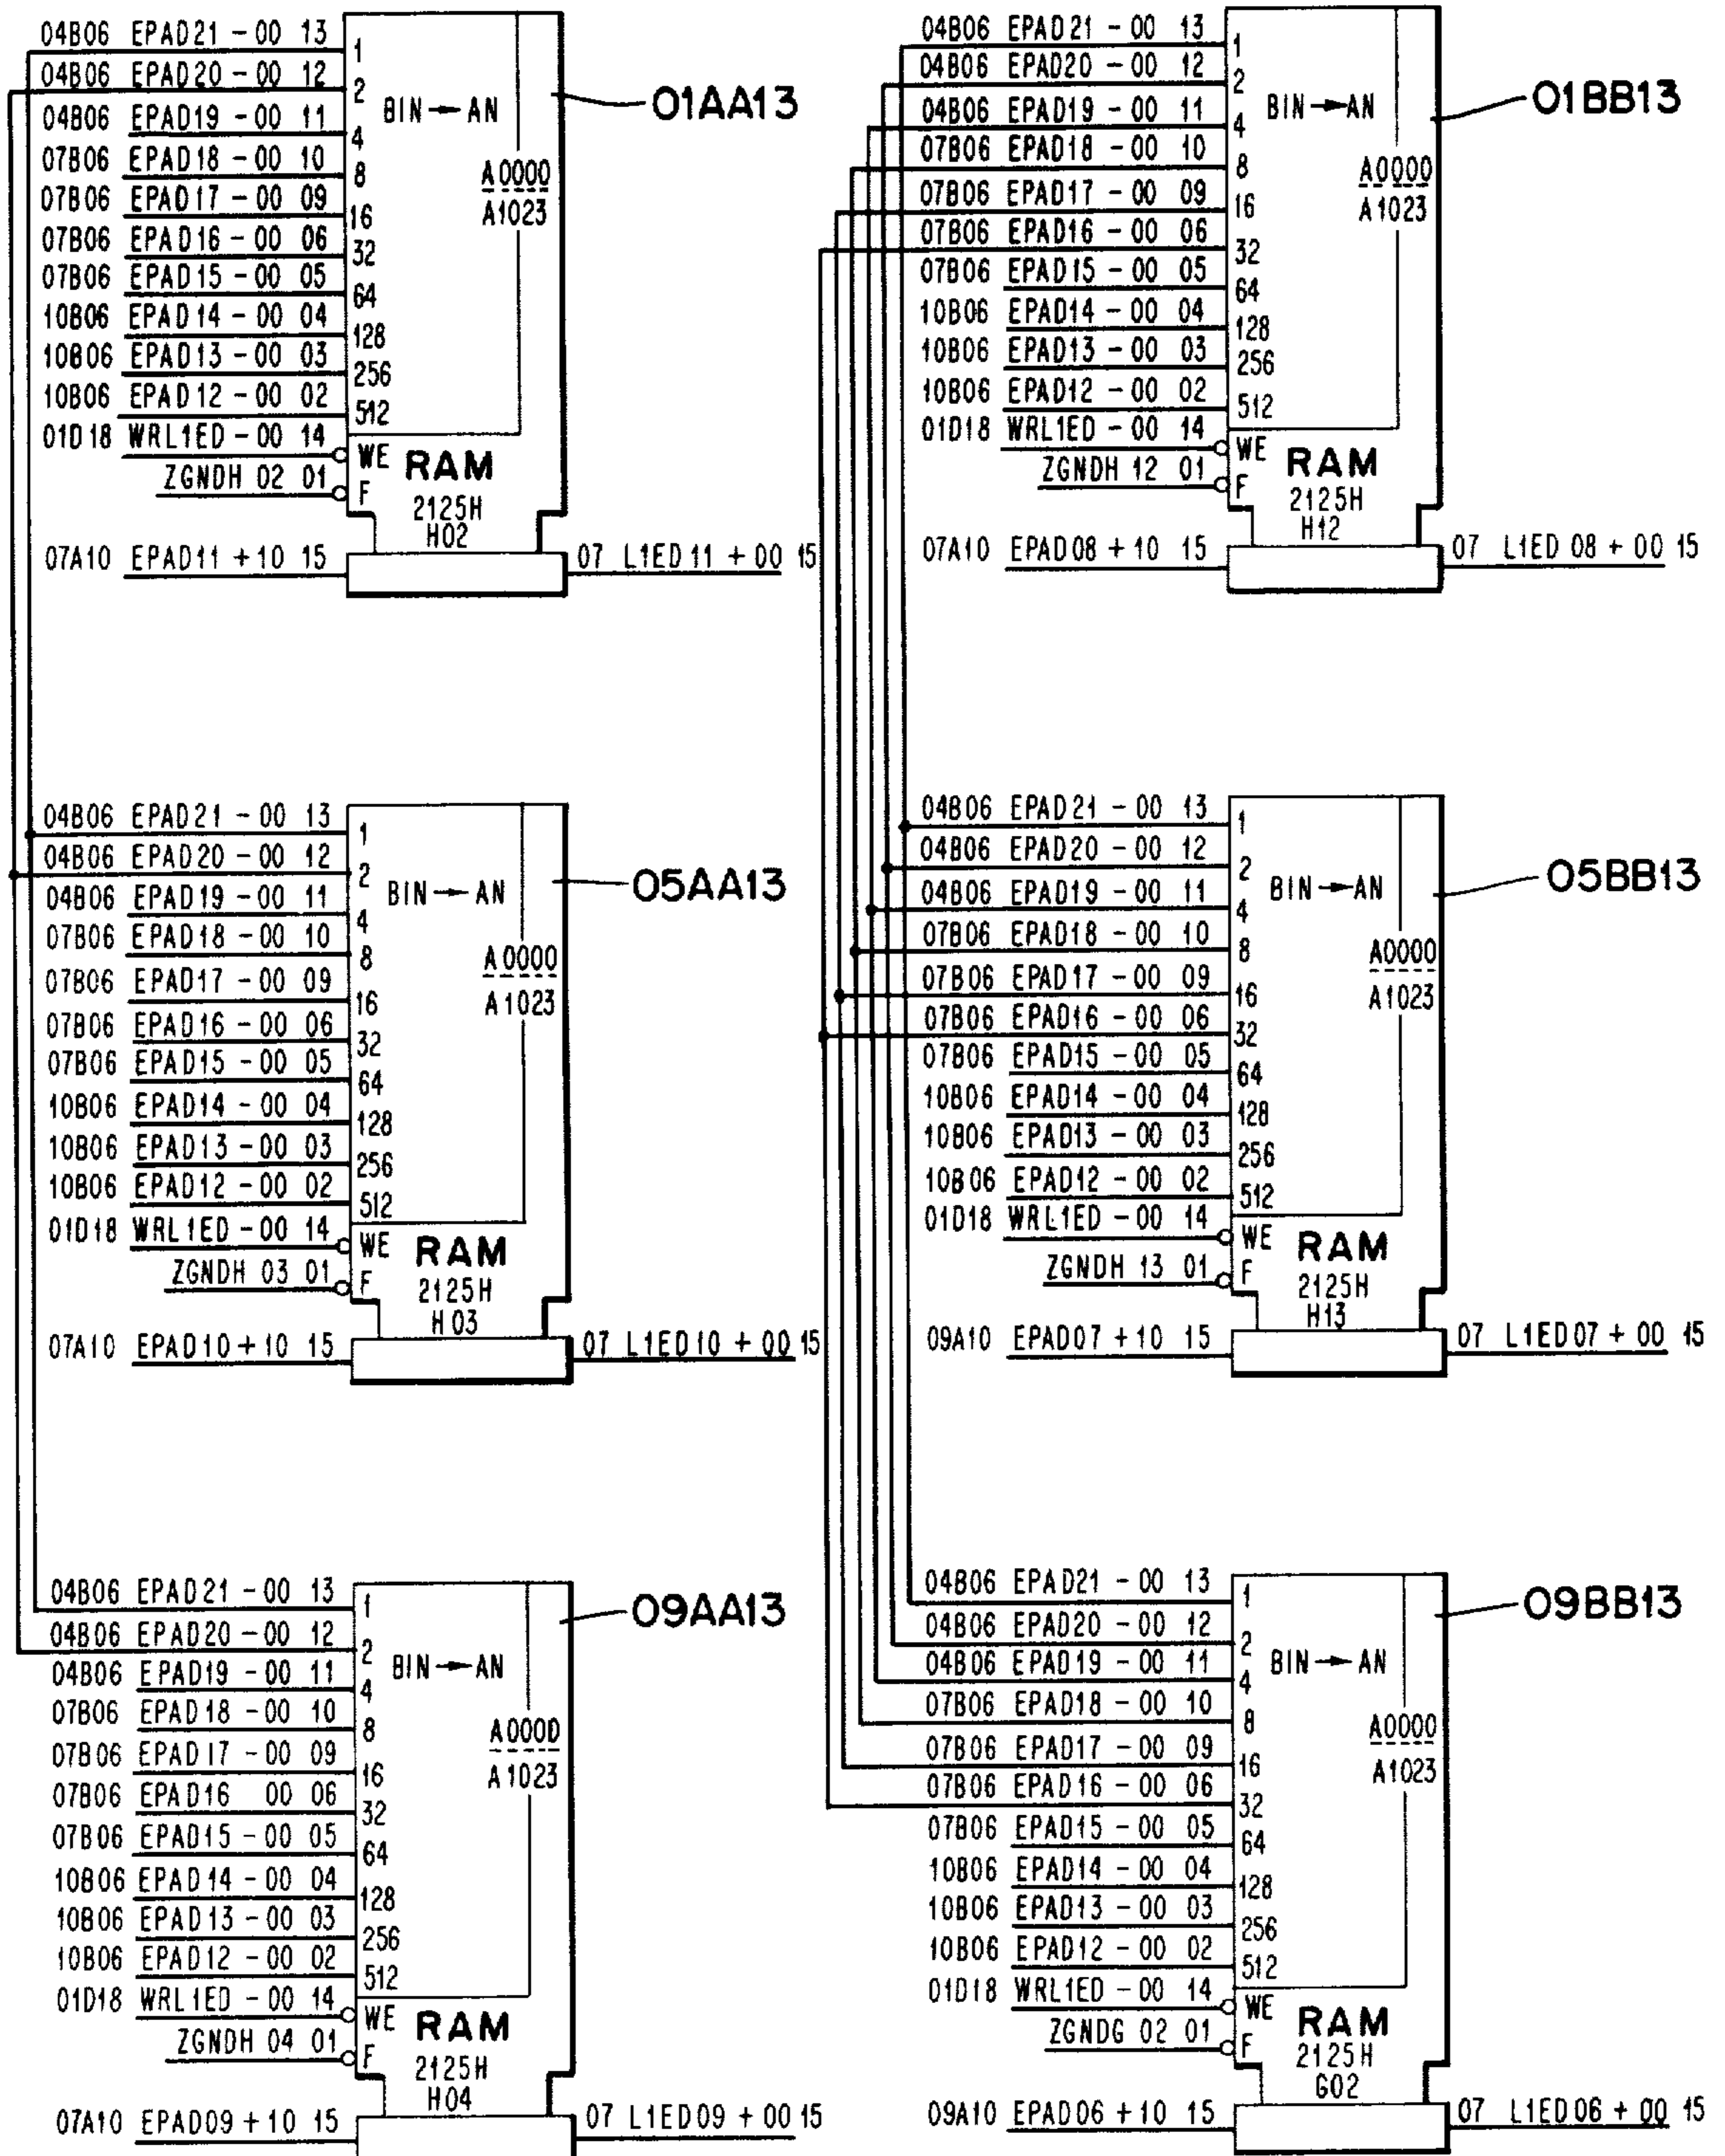 04B06 EPAD21 - 00 13 1
04B06 EPAD20 - 00 12 2
BIN → AN
01AA13
04B06 EPAD19 - 00 11 4
07B06 EPAD18 - 00 10 8
A0000
07B06 EPAD17 - 00 09 16
A1023
07B06 EPAD16 - 00 06 32
07B06 EPAD15 - 00 05 64
10B06 EPAD14 - 00 04 128
10B06 EPAD13 - 00 03 256
10B06 EPAD12 - 00 02 512
01D18 WRL1ED - 00 14 WE
RAM
ZGNDH 02 01 F
2125H
H02
07A10 EPAD11 + 10 15
07 L1ED11 + 00 15
04B06 EPAD21 - 00 13 1
04B06 EPAD20 - 00 12 2
BIN → AN
01BB13
04B06 EPAD19 - 00 11 4
07B06 EPAD18 - 00 10 8
A0000
07B06 EPAD17 - 00 09 16
A1023
07B06 EPAD16 - 00 06 32
07B06 EPAD15 - 00 05 64
10B06 EPAD14 - 00 04 128
10B06 EPAD13 - 00 03 256
10B06 EPAD12 - 00 02 512
01D18 WRL1ED - 00 14 WE
RAM
ZGNDH 12 01 F
2125H
H12
07A10 EPAD08 + 10 15
07 L1ED08 + 00 15
04B06 EPAD21 - 00 13 1
04B06 EPAD20 - 00 12 2
BIN → AN
05AA13
04B06 EPAD19 - 00 11 4
07B06 EPAD18 - 00 10 8
A0000
07B06 EPAD17 - 00 09 16
A1023
07B06 EPAD16 - 00 06 32
07B06 EPAD15 - 00 05 64
10B06 EPAD14 - 00 04 128
10B06 EPAD13 - 00 03 256
10B06 EPAD12 - 00 02 512
01D18 WRL1ED - 00 14 WE
RAM
ZGNDH 03 01 F
2125H
H03
07A10 EPAD10 + 10 15
07 L1ED10 + 00 15
04B06 EPAD21 - 00 13 1
04B06 EPAD20 - 00 12 2
BIN → AN
05BB13
04B06 EPAD19 - 00 11 4
07B06 EPAD18 - 00 10 8
A0000
07B06 EPAD17 - 00 09 16
A1023
07B06 EPAD16 - 00 06 32
07B06 EPAD15 - 00 05 64
10B06 EPAD14 - 00 04 128
10B06 EPAD13 - 00 03 256
10B06 EPAD12 - 00 02 512
01D18 WRL1ED - 00 14 WE
RAM
ZGNDH 13 01 F
2125H
H13
09A10 EPAD07 + 10 15
07 L1ED07 + 00 15
04B06 EPAD21 - 00 13 1
04B06 EPAD20 - 00 12 2
BIN → AN
09AA13
04B06 EPAD19 - 00 11 4
07B06 EPAD18 - 00 10 8
A0000
07B06 EPAD17 - 00 09 16
A1023
07B06 EPAD16 00 06 32
07B06 EPAD15 - 00 05 64
10B06 EPAD14 - 00 04 128
10B06 EPAD13 - 00 03 256
10B06 EPAD12 - 00 02 512
01D18 WRL1ED - 00 14 WE
RAM
ZGNDH 04 01 F
2125H
H04
07A10 EPAD09 + 10 15
07 L1ED09 + 00 15
04B06 EPAD21 - 00 13 1
04B06 EPAD20 - 00 12 2
BIN → AN
09BB13
04B06 EPAD19 - 00 11 4
07B06 EPAD18 - 00 10 8
A0000
07B06 EPAD17 - 00 09 16
A1023
07B06 EPAD16 - 00 06 32
07B06 EPAD15 - 00 05 64
10B06 EPAD14 - 00 04 128
10B06 EPAD13 - 00 03 256
10B06 EPAD12 - 00 02 512
01D18 WRL1ED - 00 14 WE
RAM
ZGNDG 02 01 F
2125H
G02
09A10 EPAD06 + 10 15
07 L1ED06 + 00 15